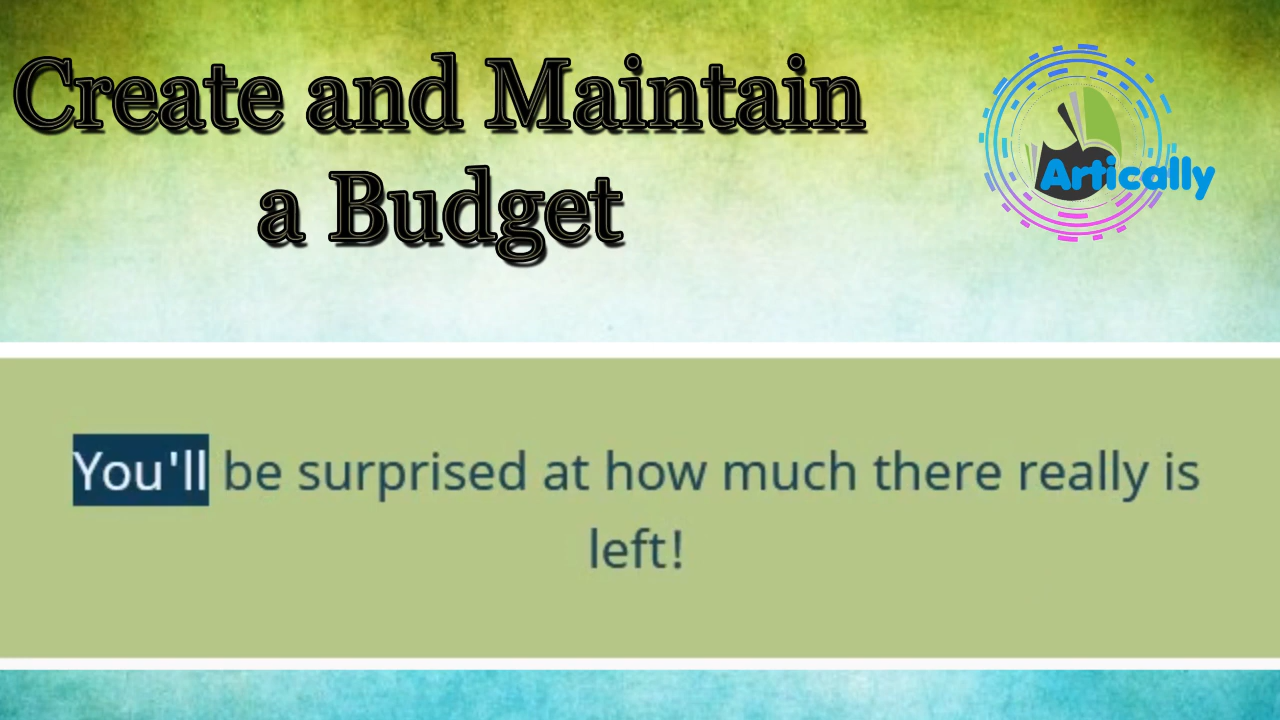 Create and Maintain
a Budget
Artically
You'll be surprised at how much there really is
left!